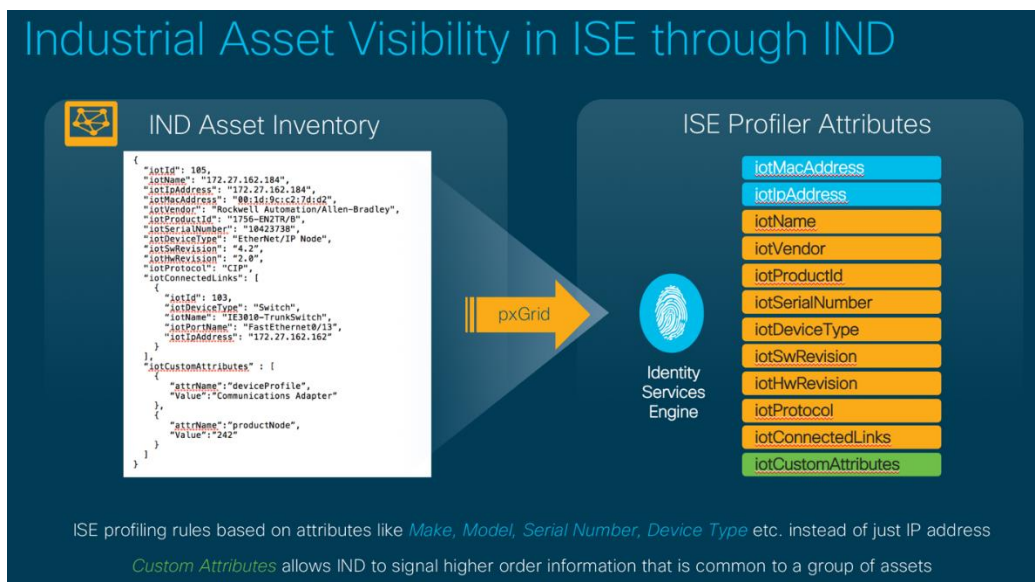 Industrial Asset Visibility in ISE through IND
IND Asset Inventory
{
"iotId": 105,
"iotName": "172.27.162.184",
"iotIpAddress": "172.27.162.184",
"iotMacAddress": "00:1d:9c:c2:7d:d2",
"iotVendor": "Rockwell Automation/Allen-Bradley",
"iotProductId": "1756-EN2TR/B",
"iotSerialNumber": "10423738",
"iotDeviceType": "EtherNet/IP Node",
"iotSwRevision": "4.2",
"iotHwRevision": "2.0",
"iotProtocol": "CIP",
"iotConnectedLinks": [
{
"iotId": 103,
"iotDeviceType": "Switch",
"iotName": "IE3010-TrunkSwitch",
"iotPortName": "FastEthernet0/13",
"iotIpAddress": "172.27.162.162"
}
],
"iotCustomAttributes" : [
{
"attrName":"deviceProfile",
"Value":"Communications Adapter"
},
{
"attrName":"productNode",
"Value":"242"
}
]
}
pxGrid
Identity
Services
Engine
ISE Profiler Attributes
iotMacAddress
iotIpAddress
iotName
iotVendor
iotProductId
iotSerialNumber
iotDeviceType
iotSwRevision
iotHwRevision
iotProtocol
iotConnectedLinks
iotCustomAttributes
ISE profiling rules based on attributes like Make, Model, Serial Number, Device Type etc. instead of just IP address
Custom Attributes allows IND to signal higher order information that is common to a group of assets